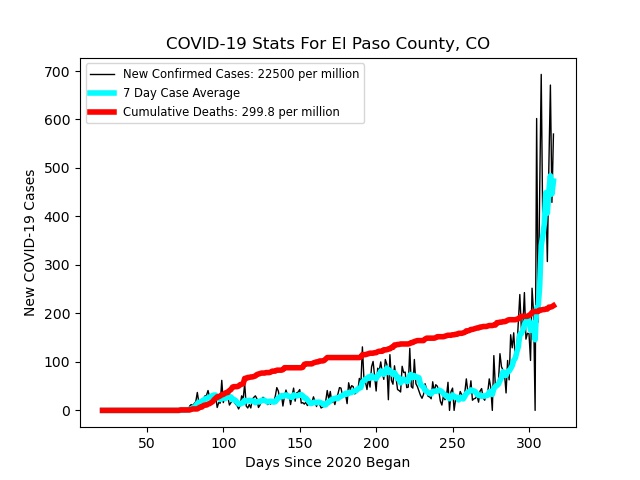 COVID-19 Stats For El Paso County, CO
New Confirmed Cases: 22500 per million
7 Day Case Average
Cumulative Deaths: 299.8 per million
New COVID-19 Cases
700
600
500
400
300
200
100
0
50
100
150
200
250
300
Days Since 2020 Began